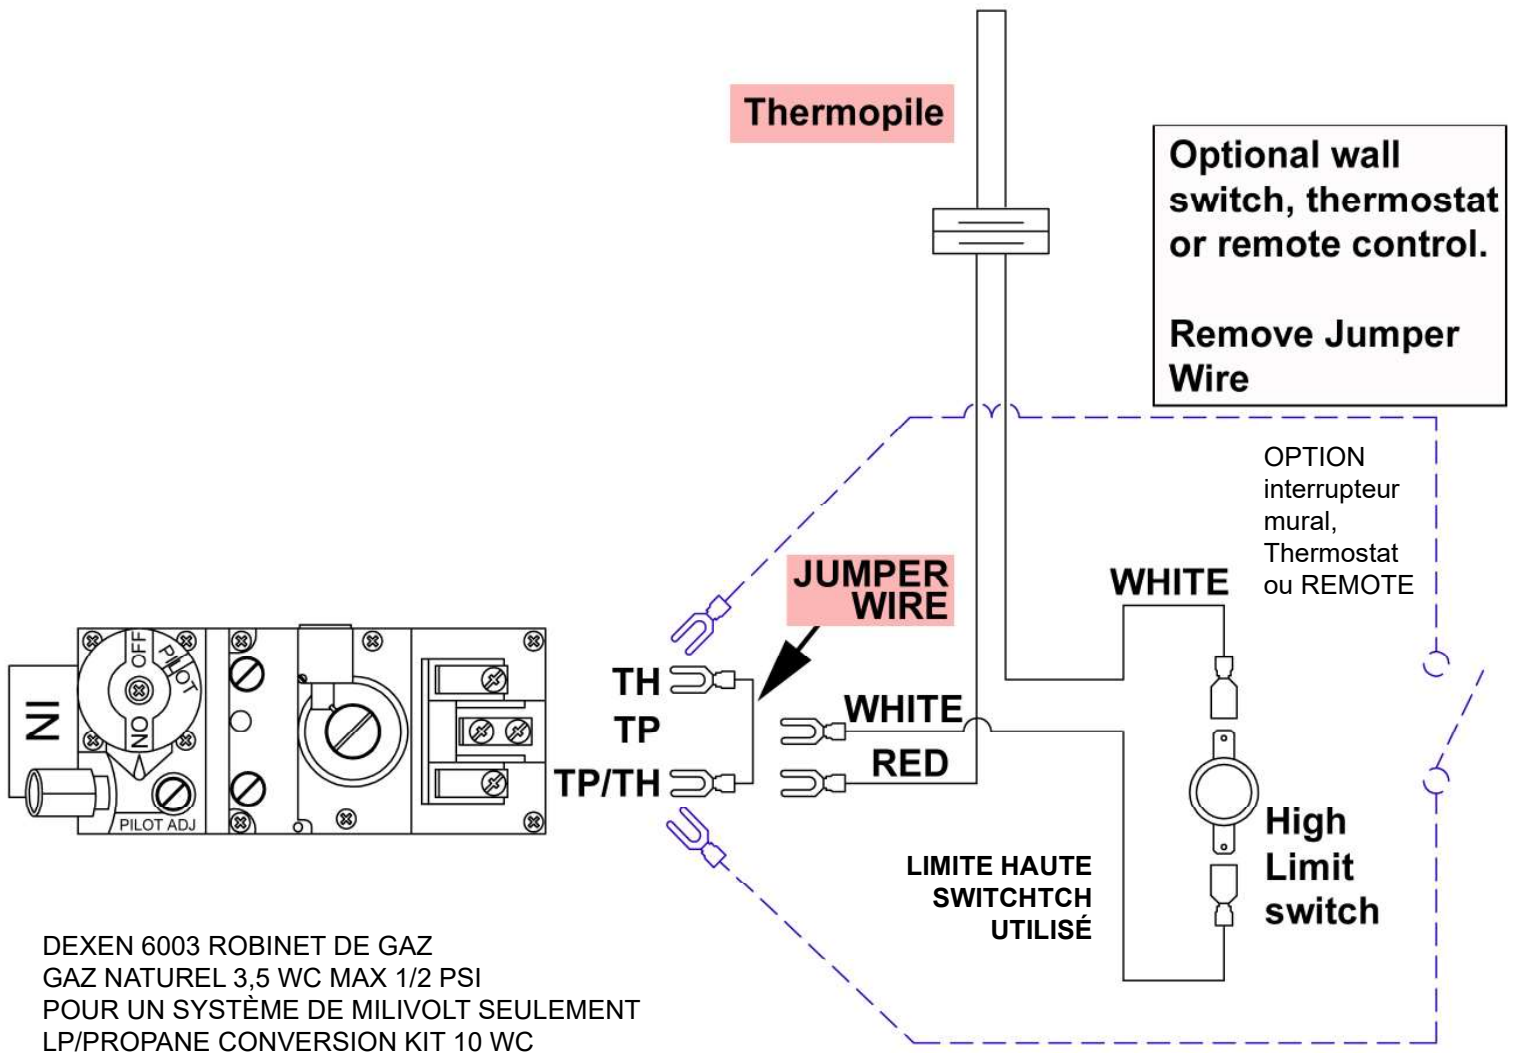 Thermopile
Optional wall
switch, thermostat
or remote control.
Remove Jumper
Wire
OPTION
interrupteur
mural,
Thermostat
ou REMOTE
JUMPER
WIRE
WHITE
TH
TP
TP/TH
WHITE
RED
High
Limit
switch
LIMITE HAUTE
SWITCHTCH
UTILISÉ
IN
OFF
PILOT
ON
PILOT ADJ
DEXEN 6003 ROBINET DE GAZ
GAZ NATUREL 3,5 WC MAX 1/2 PSI
POUR UN SYSTÈME DE MILIVOLT SEULEMENT
LP/PROPANE CONVERSION KIT 10 WC